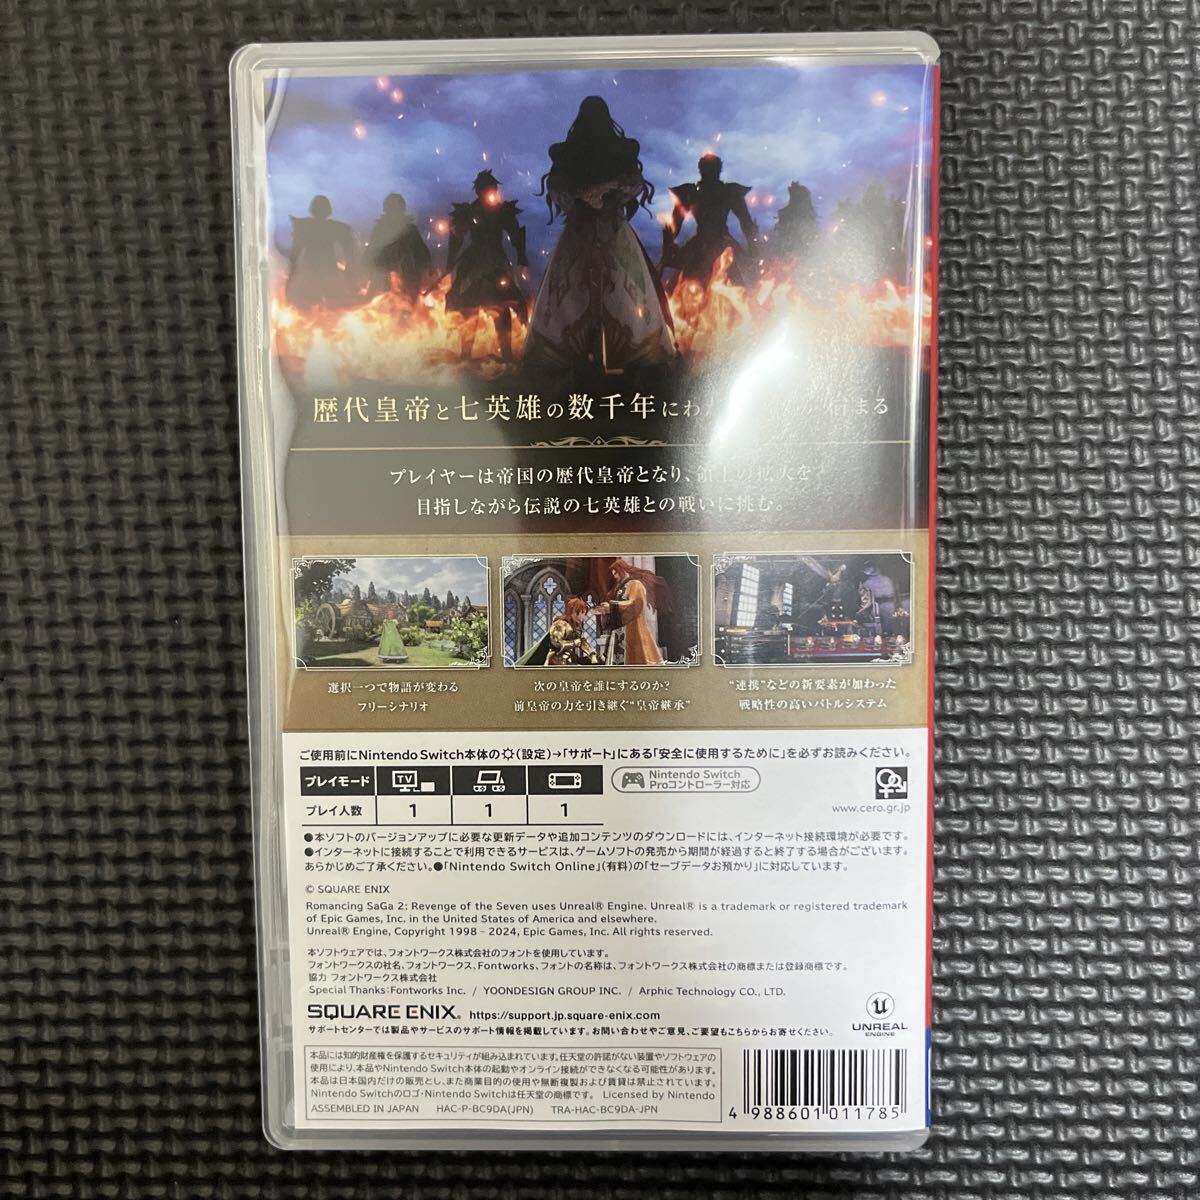 歴代皇帝と七英雄の数千年にわ まる
プレイヤーは帝国の歴代皇帝となり、領土の拡大を
目指しながら伝説の七英雄との戦いに挑む。
選択一つで物語が変わる
フリーシナリオ
次の皇帝を誰にするのか?
前皇帝の力を引き継ぐ“皇帝継承”
“連携”などの新要素が加わった
戦略性の高いバトルシステム
ご使用前にNintendo Switch本体の(設定)→「サポート」にある「安全に使用するために」を必ずお読みください。
プレイモード TV
プレイ人数 1 1 1
Nintendo Switch
Proコントローラー対応
www.cero.gr.jp
●本ソフトのバージョンアップに必要な更新データや追加コンテンツのダウンロードには、インターネット接続環境が必要です。
●インターネットに接続することで利用できるサービスは、ゲームソフトの発売から期間が経過すると終了する場合がございます。
あらかじめご了承ください。●「Nintendo Switch Online」(有料)の「セーブデータお預かり」に対応しています。
© SQUARE ENIX
Romancing SaGa 2: Revenge of the Seven uses Unreal® Engine. Unreal® is a trademark or registered trademark
of Epic Games, Inc. in the United States of America and elsewhere.
Unreal® Engine, Copyright 1998 – 2024, Epic Games, Inc. All rights reserved.
本ソフトウェアでは、フォントワークス株式会社のフォントを使用しています。
フォントワークスの社名、フォントワークス、Fontworks、フォントの名称は、フォントワークス株式会社の商標または登録商標です。
協力 フォントワークス株式会社
Special Thanks:Fontworks Inc. / YOONDESIGN GROUP INC. / Arphic Technology CO., LTD.
SQUARE ENIX. https://support.jp.square-enix.com
サポートセンターでは製品やサービスのサポート情報を掲載しています。お問い合わせやご意見、ご要望もこちらからお寄せください。
UNREAL
ENGINE
本品には知的財産権を保護するセキュリティが組み込まれています。任天堂の許諾がない装置やソフトウェアの
使用により、本品やNintendo Switch本体の起動やオンライン接続ができなくなる可能性があります。
本品は日本国内だけの販売とし、また商業目的の使用や無断複製および賃貸は禁止されています。
Nintendo Switchのロゴ・Nintendo Switchは任天堂の商標です。 Licensed by Nintendo
ASSEMBLED IN JAPAN HAC-P-BC9DA(JPN) TRA-HAC-BC9DA-JPN
4 988601 011785